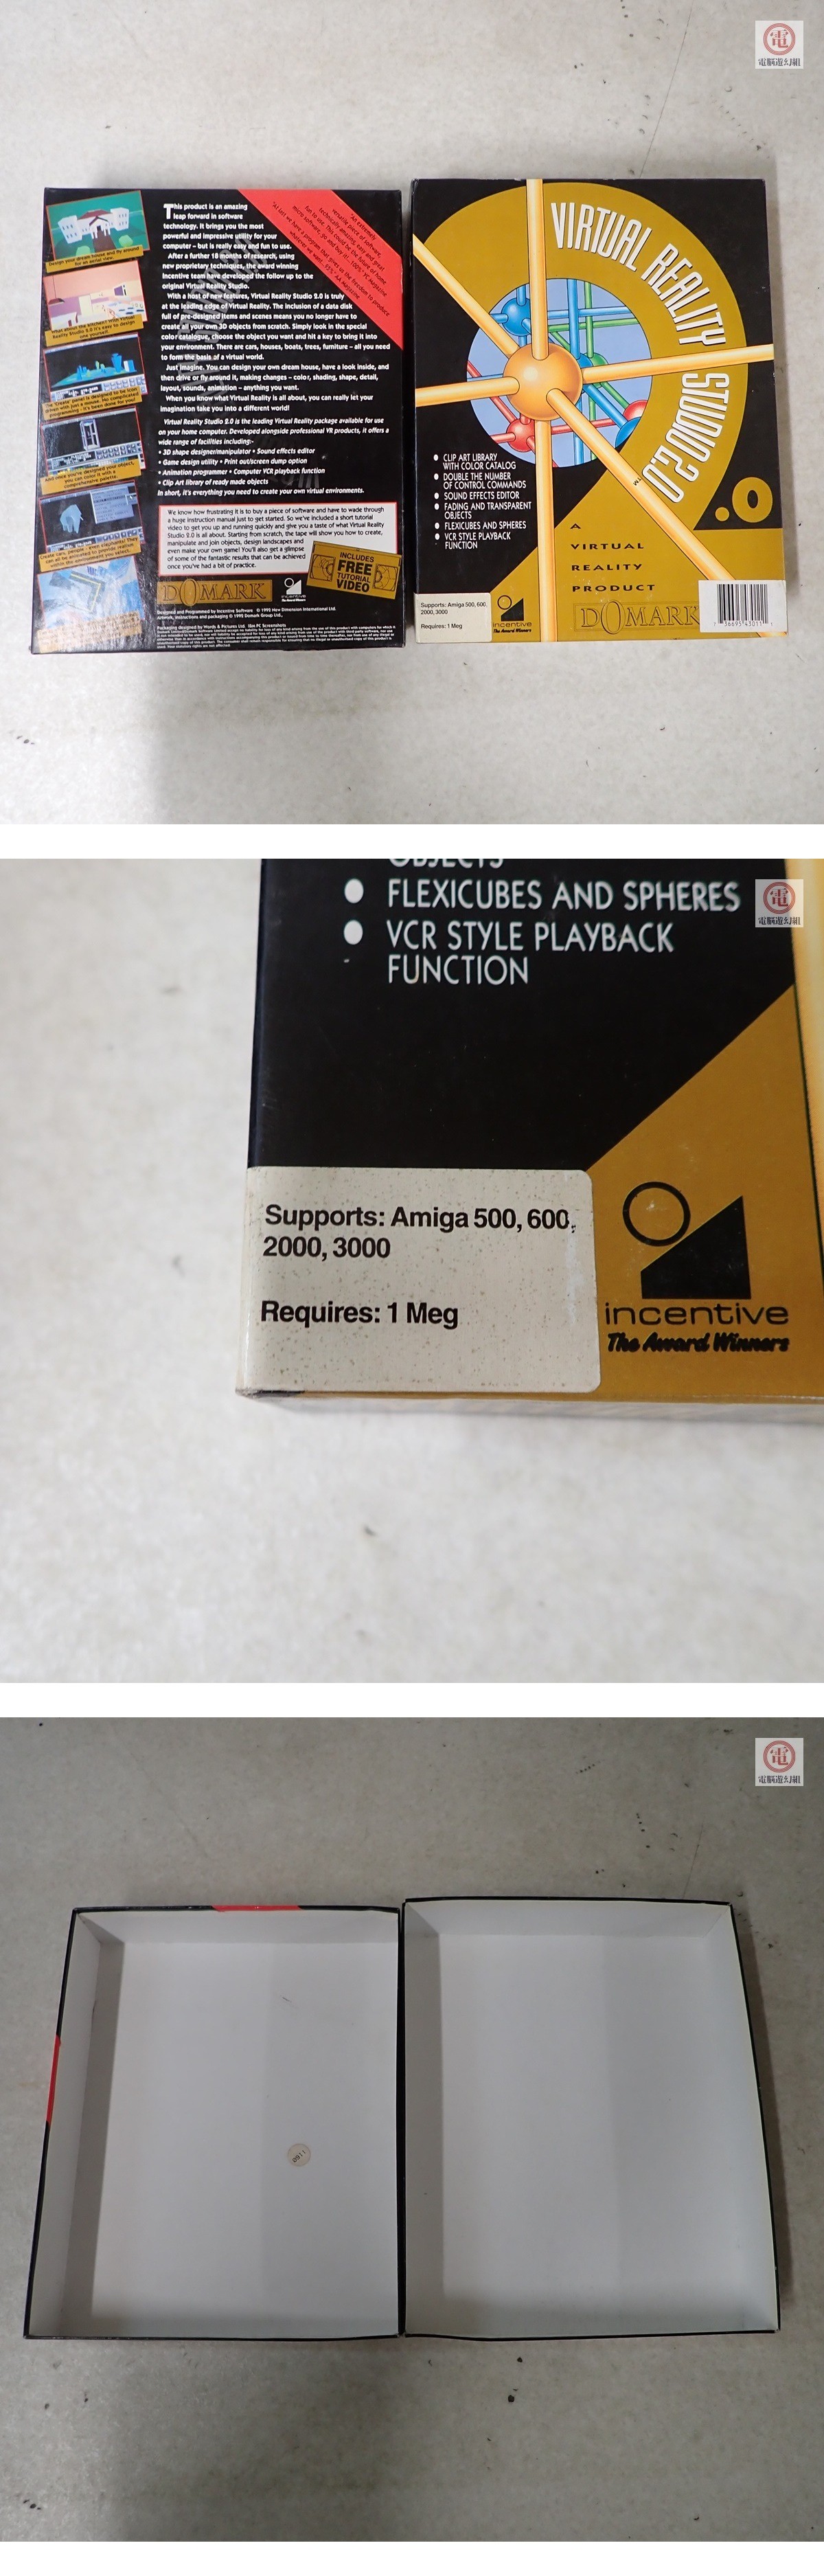 電脳遊幻組
This product is an amazing
leap forward in software
technology. It brings you the most
powerful and impressive utility for your
computer – but is really easy and fun to use.
After a further 18 months of research, using
new proprietary techniques, the award winning
Incentive team have developed the follow up to the
original Virtual Reality Studio.
With a host of new features, Virtual Reality Studio 2.0 is truly
at the leading edge of Virtual Reality. The inclusion of a data disk
full of pre-designed items and scenes means you no longer have to
create all your own 3D objects from scratch. Simply look in the special
color catalogue, choose the object you want and hit a key to bring it into
your environment. There are cars, houses, boats, trees, furniture – all you need
to form the basis of a virtual world.
Just imagine. You can design your own dream house, have a look inside, and
then drive or fly around it, making changes – color, shading, shape, detail,
layout, sounds, animation – anything you want.
When you know what Virtual Reality is all about, you can really let your
imagination take you into a different world!
Virtual Reality Studio 2.0 is the leading Virtual Reality package available for use
on your home computer. Developed alongside professional VR products, it offers a
wide range of facilities including:-
• 3D shape designer/manipulator • Sound effects editor
• Game design utility • Print out/screen dump option
• Animation programmer • Computer VCR playback function
• Clip Art library of ready made objects
In short, it's everything you need to create your own virtual environments.
We know how frustrating it is to buy a piece of software and have to wade through
a huge instruction manual just to get started. So we've included a short tutorial
video to get you up and running quickly and give you a taste of what Virtual Reality
Studio 2.0 is all about. Starting from scratch, the tape will show you how to create,
manipulate and join objects, design landscapes and
even make your own game! You'll also get a glimpse
of some of the fantastic results that can be achieved
once you've had a bit of practice.
INCLUDES
FREE
TUTORIAL
VIDEO
DOMARK
incentive
The Award Winners
VIRTUAL REALITY STUDIO 2.0
TM
.0
● CLIP ART LIBRARY
WITH COLOR CATALOG
● DOUBLE THE NUMBER
OF CONTROL COMMANDS
● SOUND EFFECTS EDITOR
● FADING AND TRANSPARENT
OBJECTS
● FLEXICUBES AND SPHERES
● VCR STYLE PLAYBACK
FUNCTION
A
VIRTUAL
REALITY
PRODUCT
DOMARK
Supports: Amiga 500, 600,
2000, 3000
Requires: 1 Meg
incentive
The Award Winners
電脳遊幻組
OBJECTS
● FLEXICUBES AND SPHERES
● VCR STYLE PLAYBACK
FUNCTION
Supports: Amiga 500, 600,
2000, 3000
Requires: 1 Meg
incentive
The Award Winners
電脳遊幻組